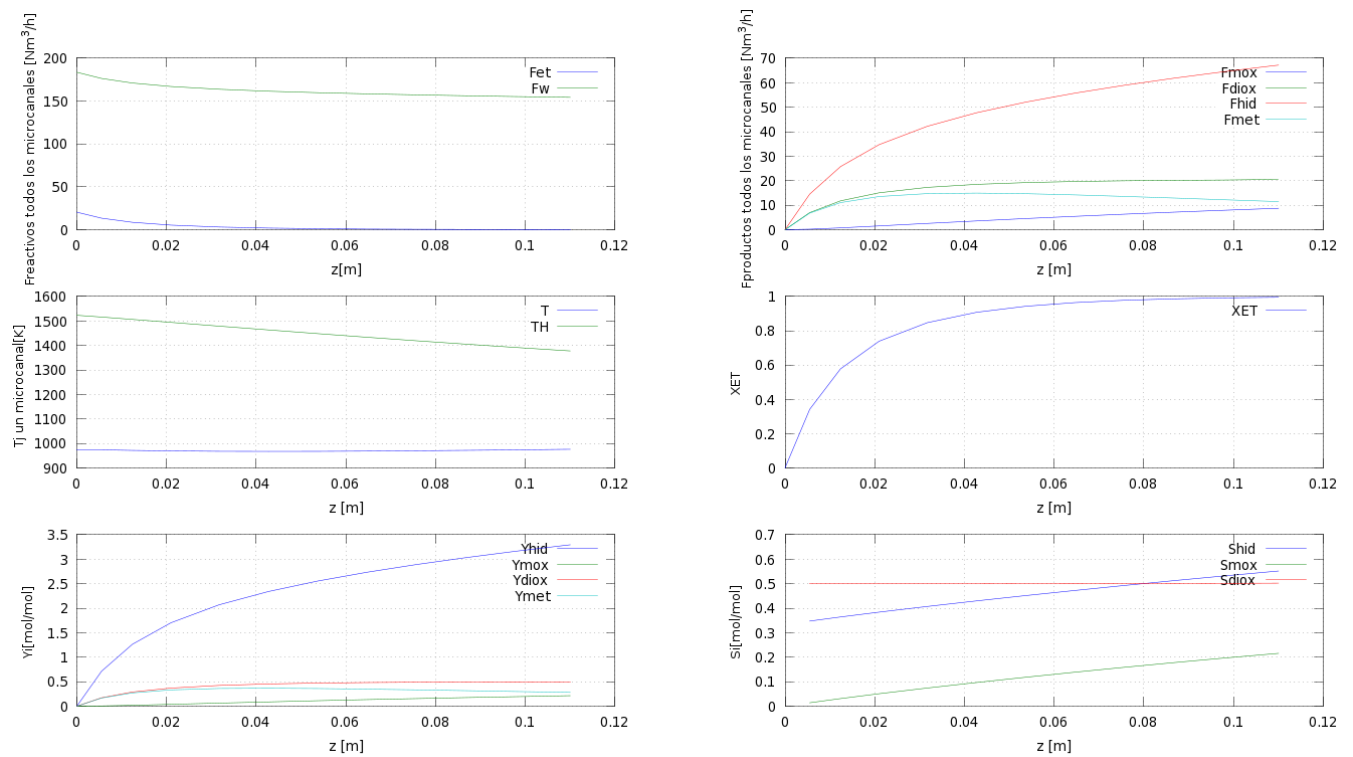 Freactivos todos los microcanales [Nm3/h]
200
150
100
50
0
0 0.02 0.04 0.06 0.08 0.1 0.12
z[m]
Fet
Fw
Fproductos todos los microcanales [Nm3/h]
70
60
50
40
30
20
10
0
0 0.02 0.04 0.06 0.08 0.1 0.12
z [m]
Fmox
Fdiox
Fhid
Fmet
Tj un microcanal[K]
1600
1500
1400
1300
1200
1100
1000
900
0 0.02 0.04 0.06 0.08 0.1 0.12
z [m]
T
TH
XET
1
0.8
0.6
0.4
0.2
0
0 0.02 0.04 0.06 0.08 0.1 0.12
z [m]
XET
Yi[mol/mol]
3.5
3
2.5
2
1.5
1
0.5
0
0 0.02 0.04 0.06 0.08 0.1 0.12
z [m]
Yhid
Ymox
Ydiox
Ymet
Si[mol/mol]
0.7
0.6
0.5
0.4
0.3
0.2
0.1
0
0 0.02 0.04 0.06 0.08 0.1 0.12
z [m]
Shid
Smox
Sdiox